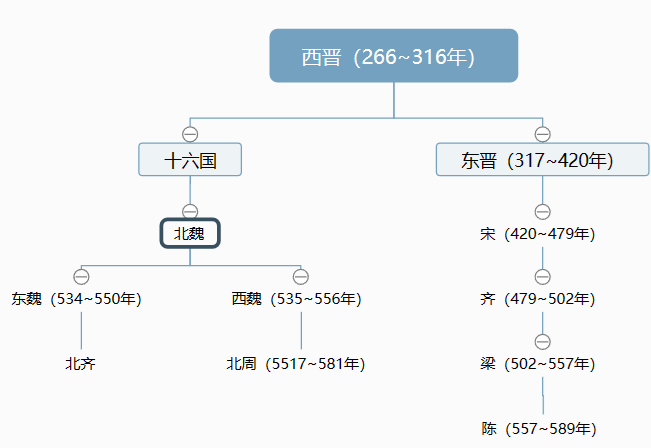 西晋（266~316年）
十六国
东晋（317~420年）
北魏
宋（420~479年）
东魏（534~550年）
西魏（535~556年）
齐（479~502年）
北齐
北周（5517~581年）
梁（502~557年）
陈（557~589年）